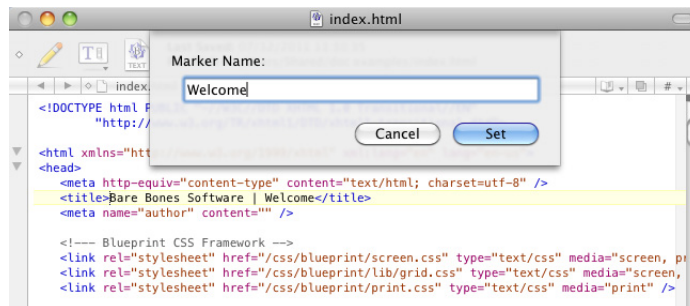 index.html
T
TEXT
Marker Name:
Welcome
Cancel
Set
index.
#
<!DOCTYPE html P
"http://
<html xmlns="htt
<head>
<meta http-equiv="content-type" content="text/html; charset=utf-8" />
<title>Bare Bones Software | Welcome</title>
<meta name="author" content="" />
<!--- Blueprint CSS Framework -->
<link rel="stylesheet" href="/css/blueprint/screen.css" type="text/css" media="screen, pr
<link rel="stylesheet" href="/css/blueprint/lib/grid.css" type="text/css" media="screen,
<link rel="stylesheet" href="/css/blueprint/print.css" type="text/css" media="print" />